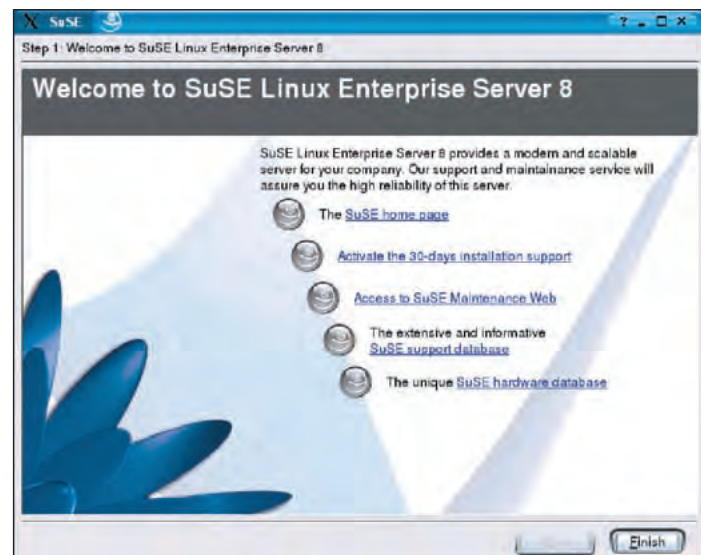 SuSE
Step 1: Welcome to SuSE Linux Enterprise Server 8
Welcome to SuSE Linux Enterprise Server 8
SuSE Linux Enterprise Server 8 provides a modern and scalable
server for your company. Our support and maintainance service will
assure you the high reliability of this server.
The SuSE home page
Activate the 30-days installation support
Access to SuSE Maintenance Web
The extensive and informative
SuSE support database
The unique SuSE hardware database
Finish